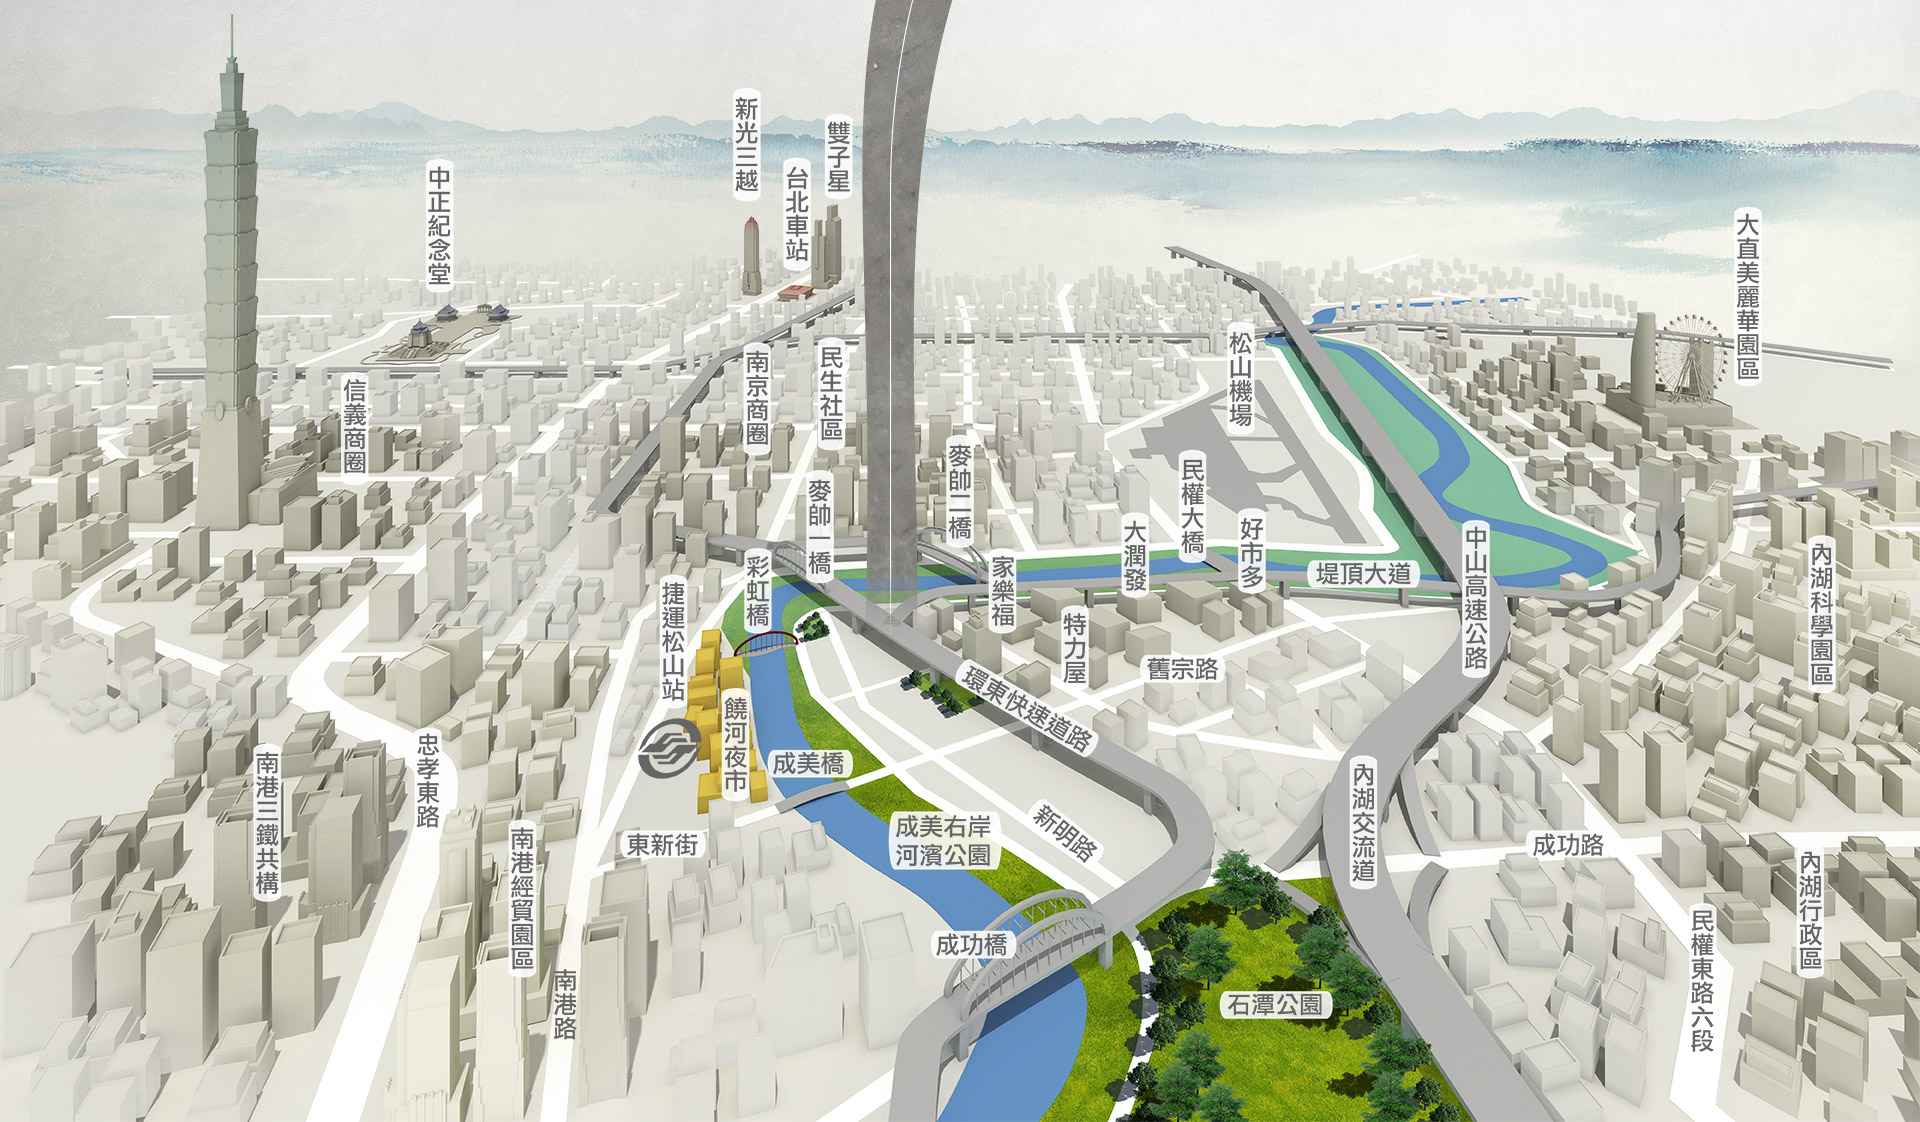 新光三越
雙子星
台北車站
中正紀念堂
大直美麗華園區
松山機場
民生社區
南京商圈
信義商圈
麥帥二橋
民權大橋
麥帥一橋
好市多
大潤發
中山高速公路
內湖科學園區
彩虹橋
家樂福
堤頂大道
捷運松山站
特力屋
舊宗路
環東快速道路
饒河夜市
忠孝東路
南港三鐵共構
成美橋
內湖交流道
新明路
成美右岸
河濱公園
東新街
成功路
南港經貿園區
內湖行政區
民權東路六段
成功橋
南港路
石潭公園